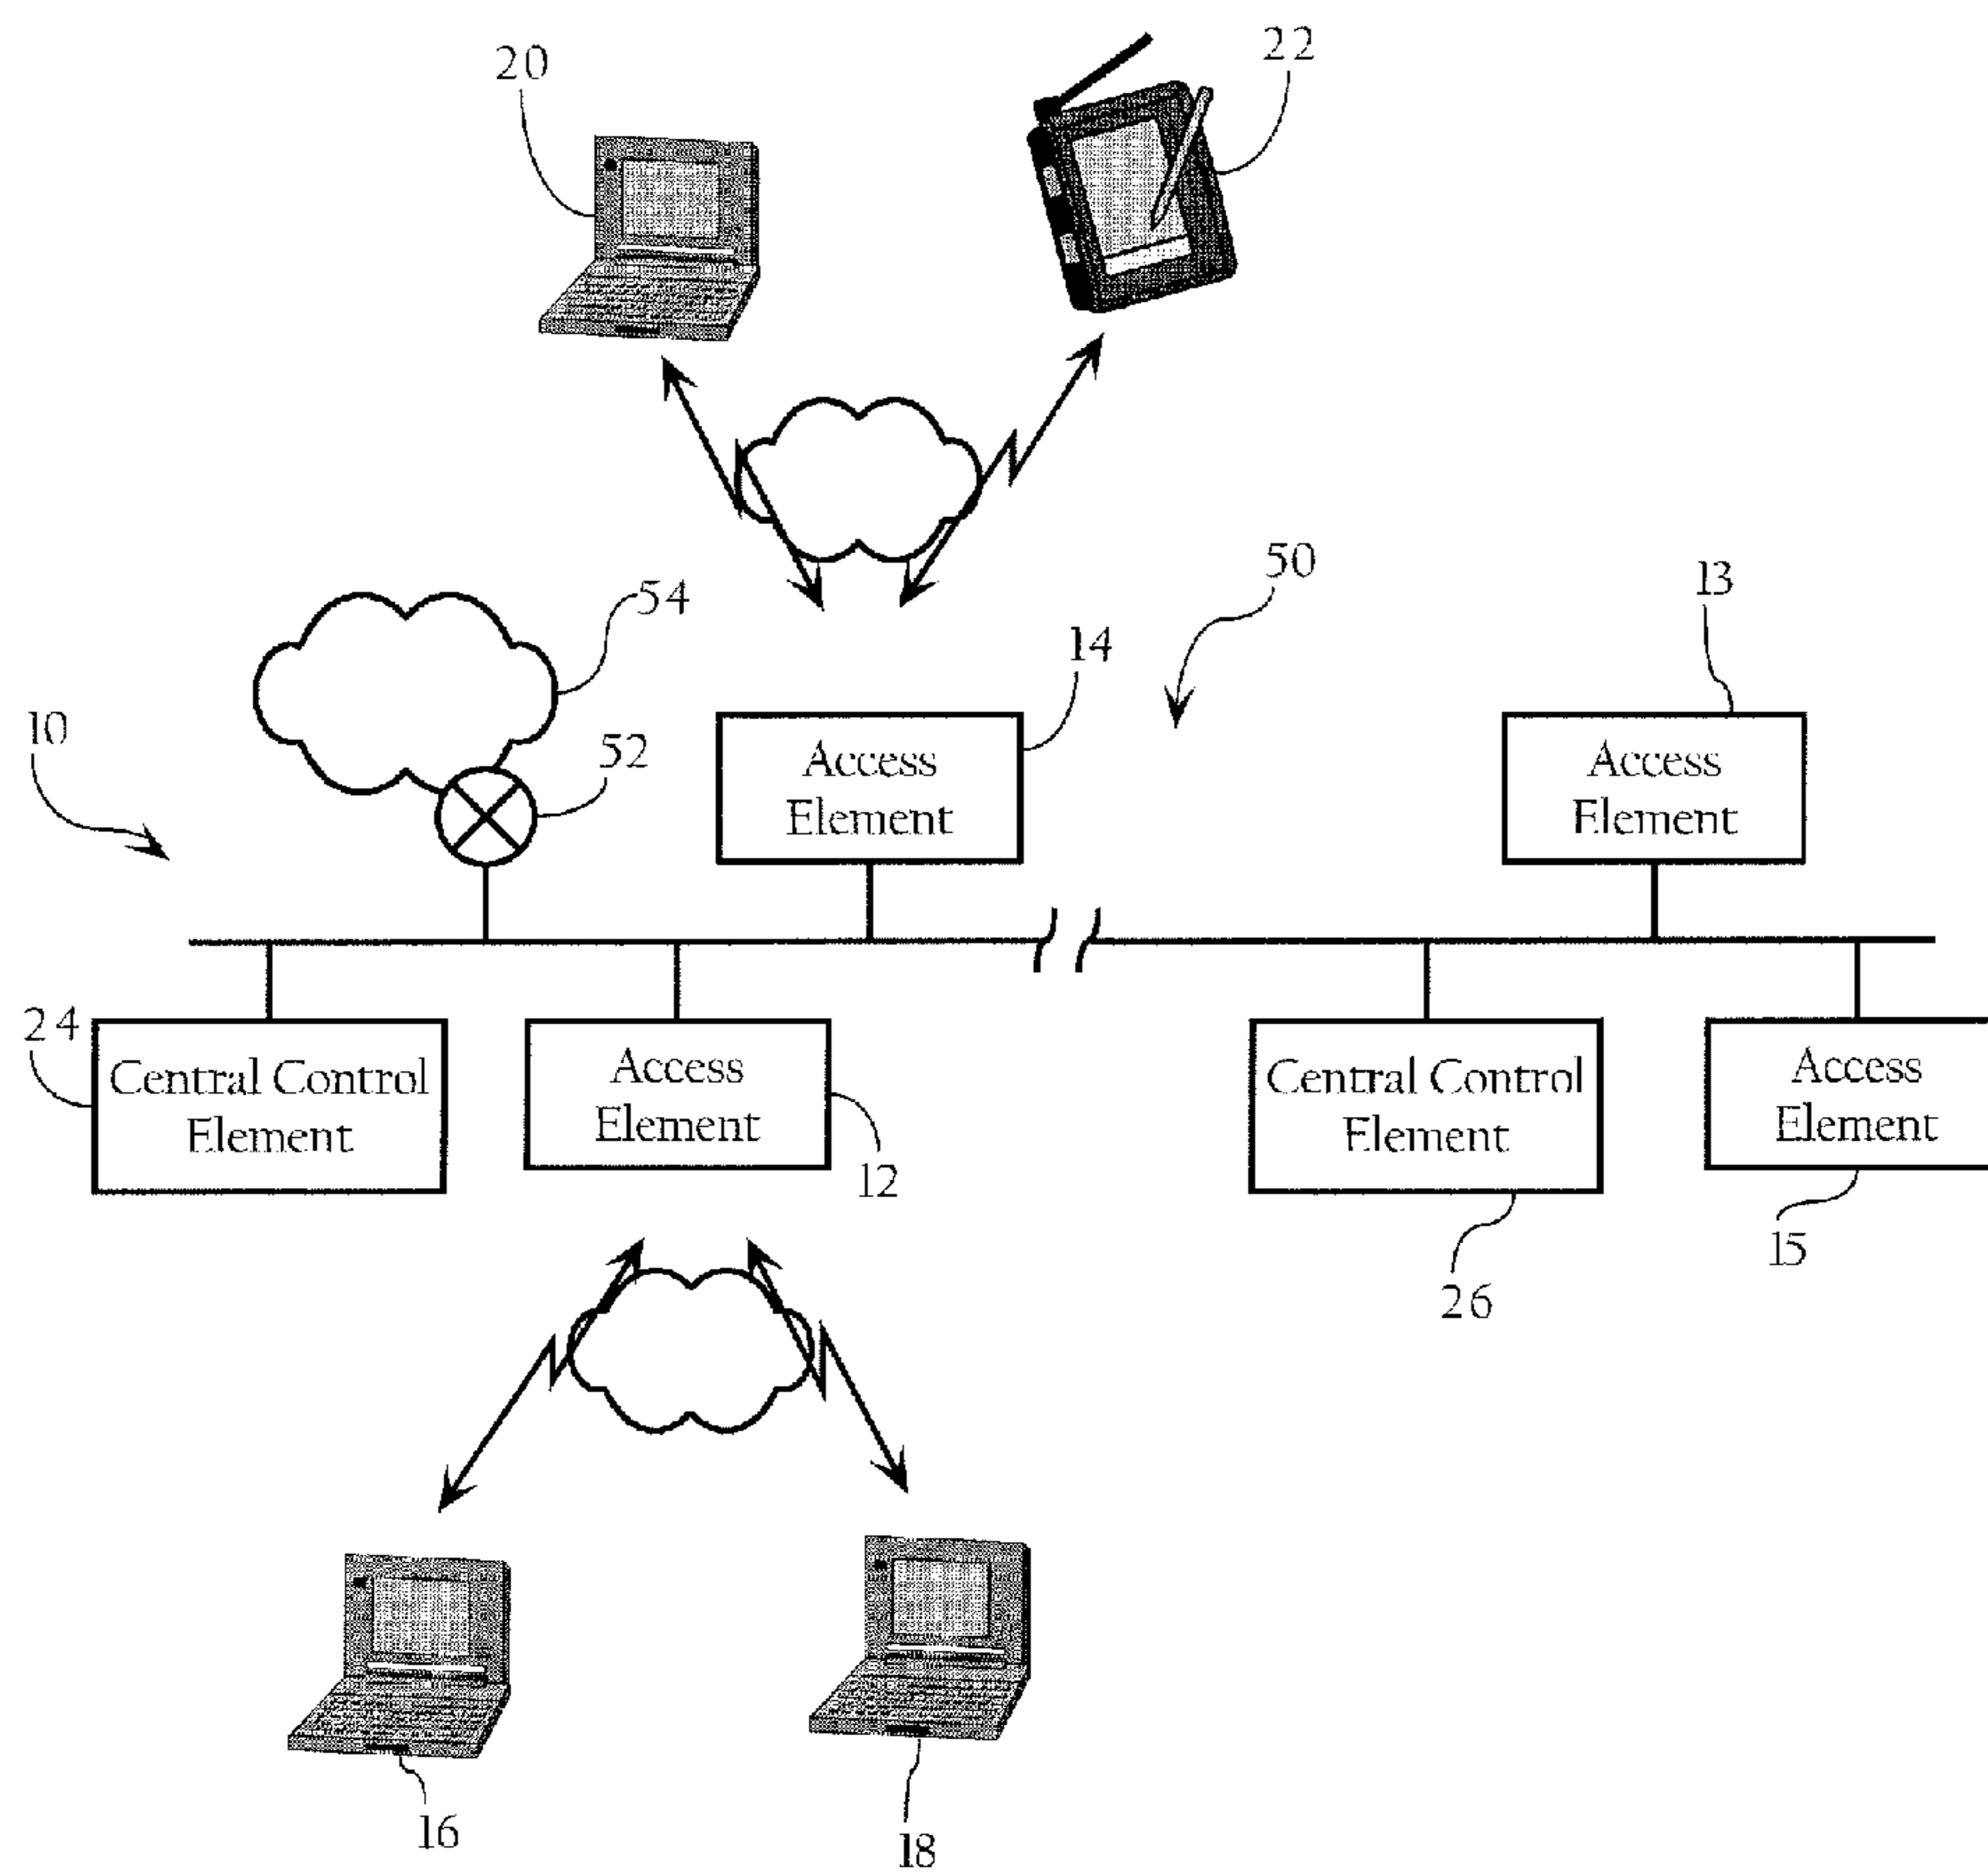 20
22
54
50
13
14
10
52
Access
Element
Access
Element
24
Central Control
Element
Access
Element
12
Central Control
Element
Access
Element
26
15
16
18